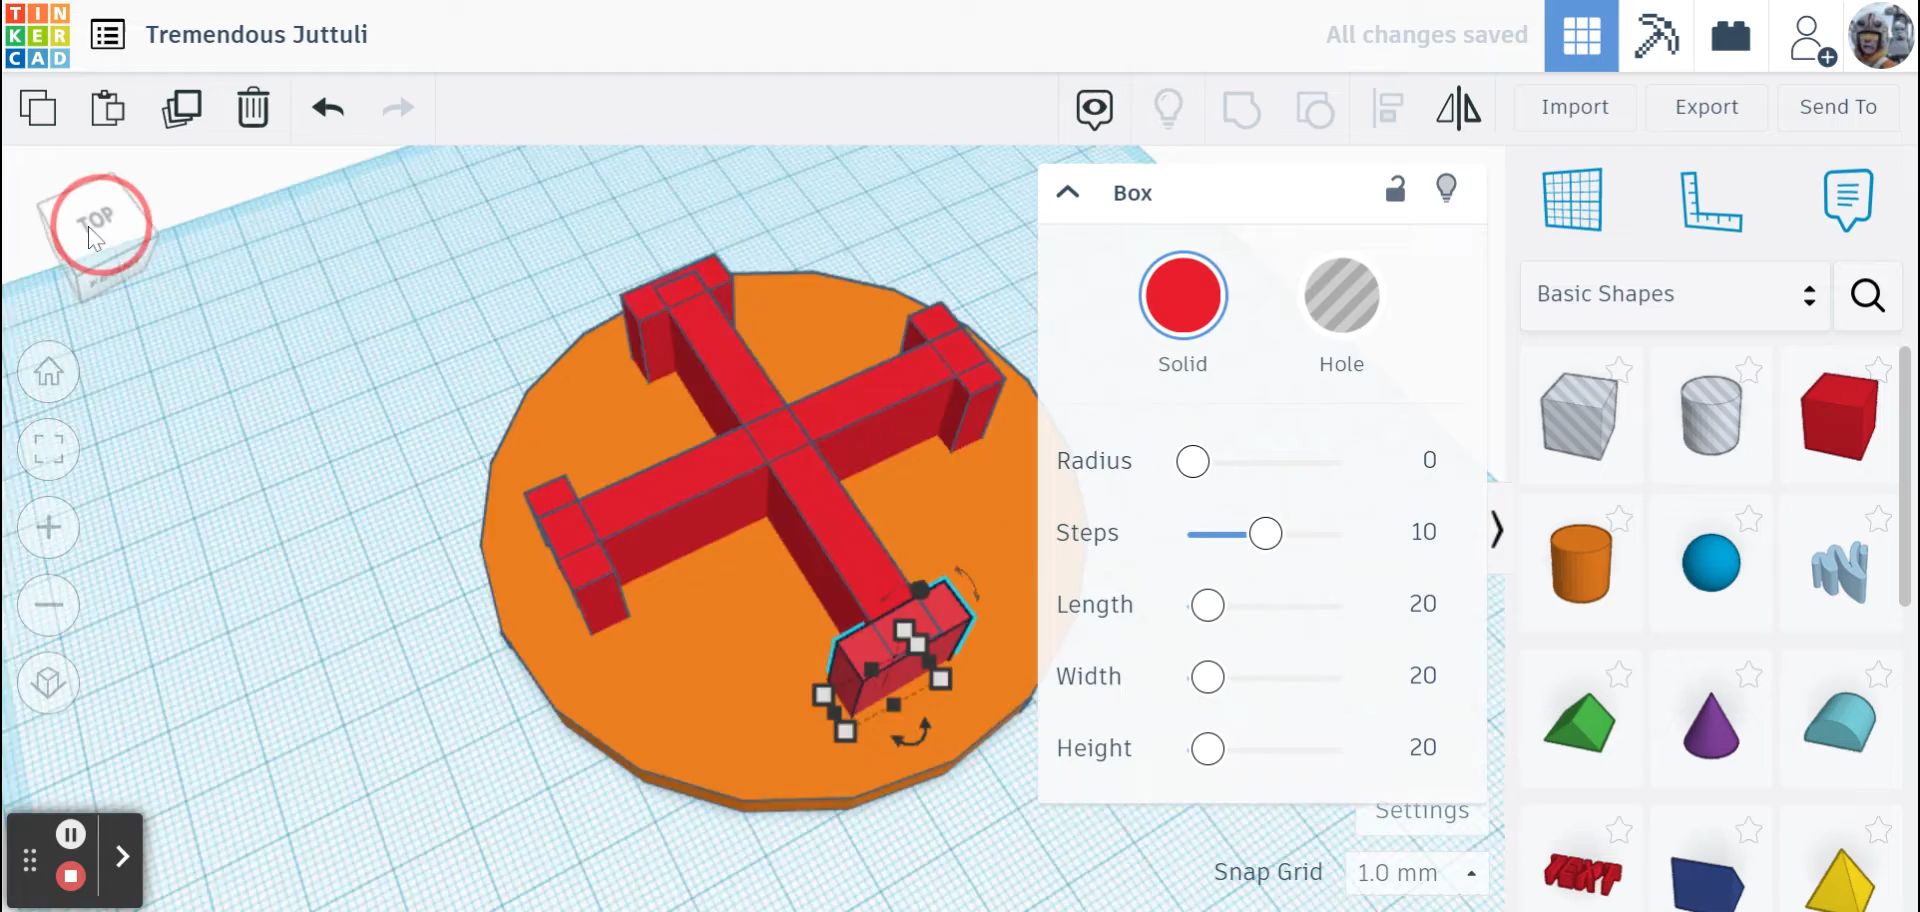 TIN
KER
CAD
Tremendous Juttuli
All changes saved
Import
Export
Send To
TOP
Box
Solid
Hole
Radius 0
Steps 10
Length 20
Width 20
Height 20
Settings
Snap Grid 1.0 mm
Basic Shapes
TEXT